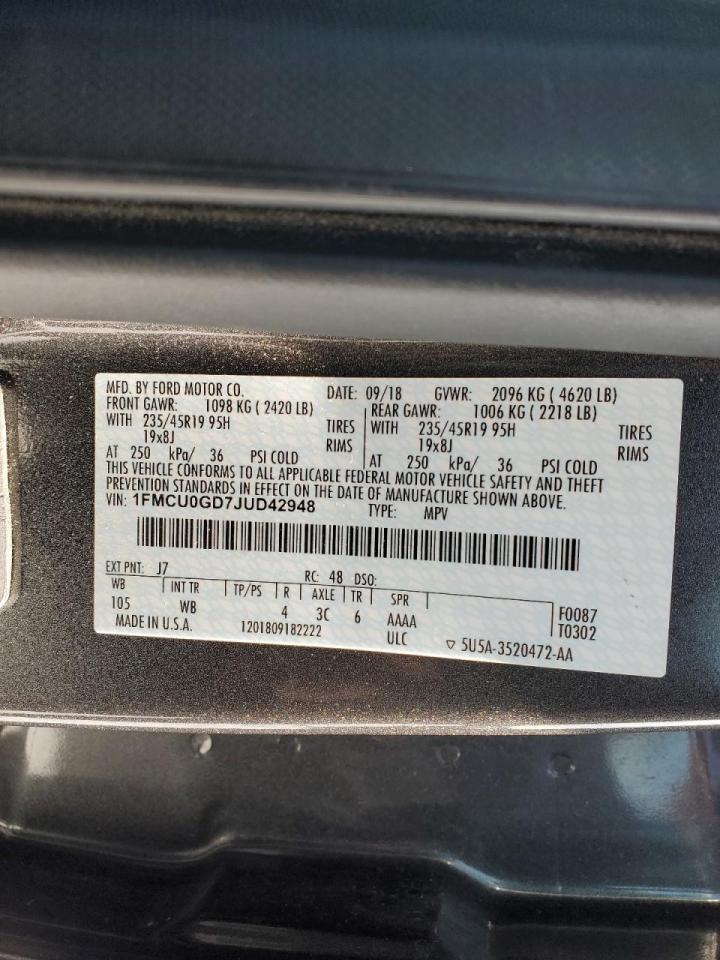 MFD. BY FORD MOTOR CO. DATE: 09/18 GVWR: 2096 KG ( 4620 LB)
FRONT GAWR: 1098 KG ( 2420 LB) REAR GAWR: 1006 KG ( 2218 LB)
WITH 235/45R19 95H TIRES WITH 235/45R19 95H TIRES
19x8J RIMS 19x8J RIMS
AT 250 kPa/ 36 PSI COLD AT 250 kPa/ 36 PSI COLD
THIS VEHICLE CONFORMS TO ALL APPLICABLE FEDERAL MOTOR VEHICLE SAFETY AND THEFT
PREVENTION STANDARDS IN EFFECT ON THE DATE OF MANUFACTURE SHOWN ABOVE.
VIN: 1FMCU0GD7JUD42948 TYPE: MPV
EXT PNT: J7 RC: 48 DSO:
WB INT TR TP/PS R AXLE TR SPR F0087
105 WB 4 3C 6 AAAA T0302
MADE IN U.S.A. 1201809182222 ULC ▽ 5U5A-3520472-AA